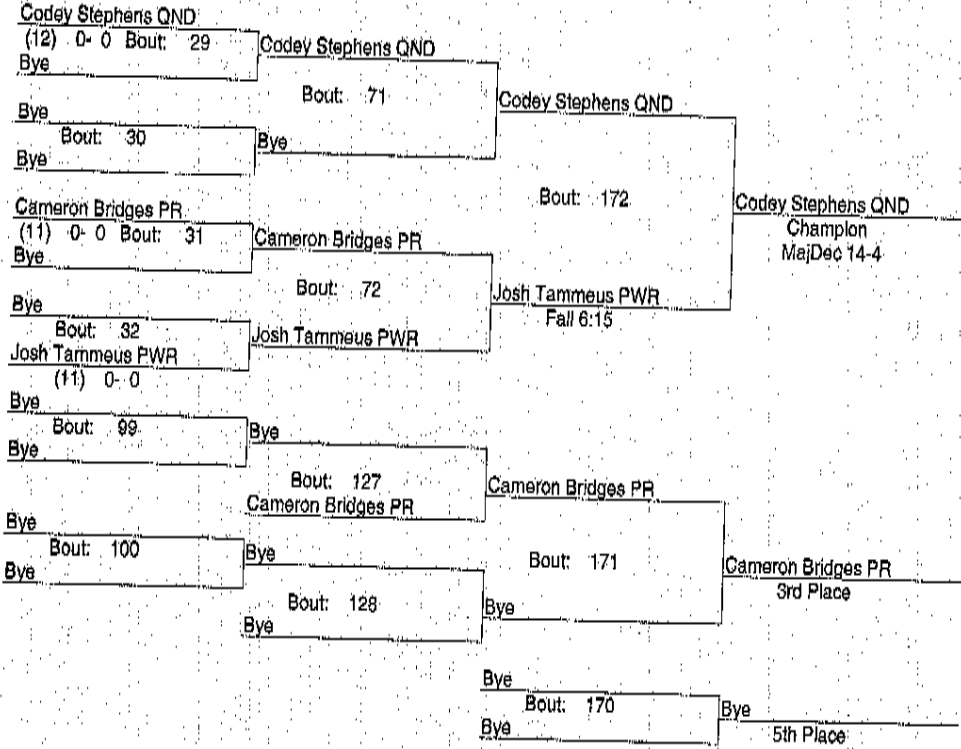 Codey Stephens QND
(12) 0- 0 Bout: 29
Codey Stephens QND
Bye
Bout: 71
Codey Stephens QND
Bye
Bout: 30
Bye
Bye
Bout: 172
Codey Stephens QND
Champion
MajDec 14-4
Cameron Bridges PR
(11) 0- 0 Bout: 31
Cameron Bridges PR
Bye
Bout: 72
Josh Tammeus PWR
Fall 6:15
Bye
Bout: 32
Josh Tammeus PWR
Josh Tammeus PWR
(11) 0- 0
Bye
Bout: 99
Bye
Bye
Bout: 127
Cameron Bridges PR
Cameron Bridges PR
Bye
Bout: 100
Bye
Bye
Bout: 171
Cameron Bridges PR
3rd Place
Bout: 128
Bye
Bye
Bye
Bout: 170
Bye
Bye
5th Place